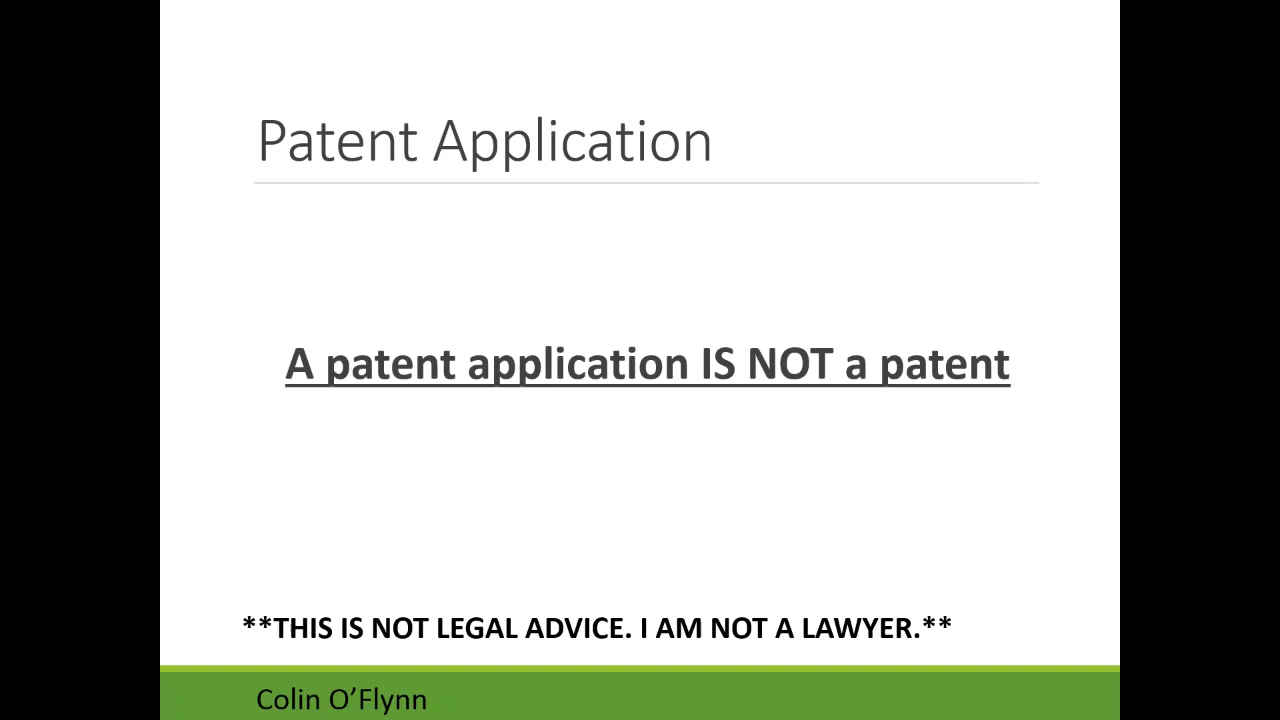 Patent Application
A patent application IS NOT a patent
**THIS IS NOT LEGAL ADVICE. I AM NOT A LAWYER.**
Colin O’Flynn